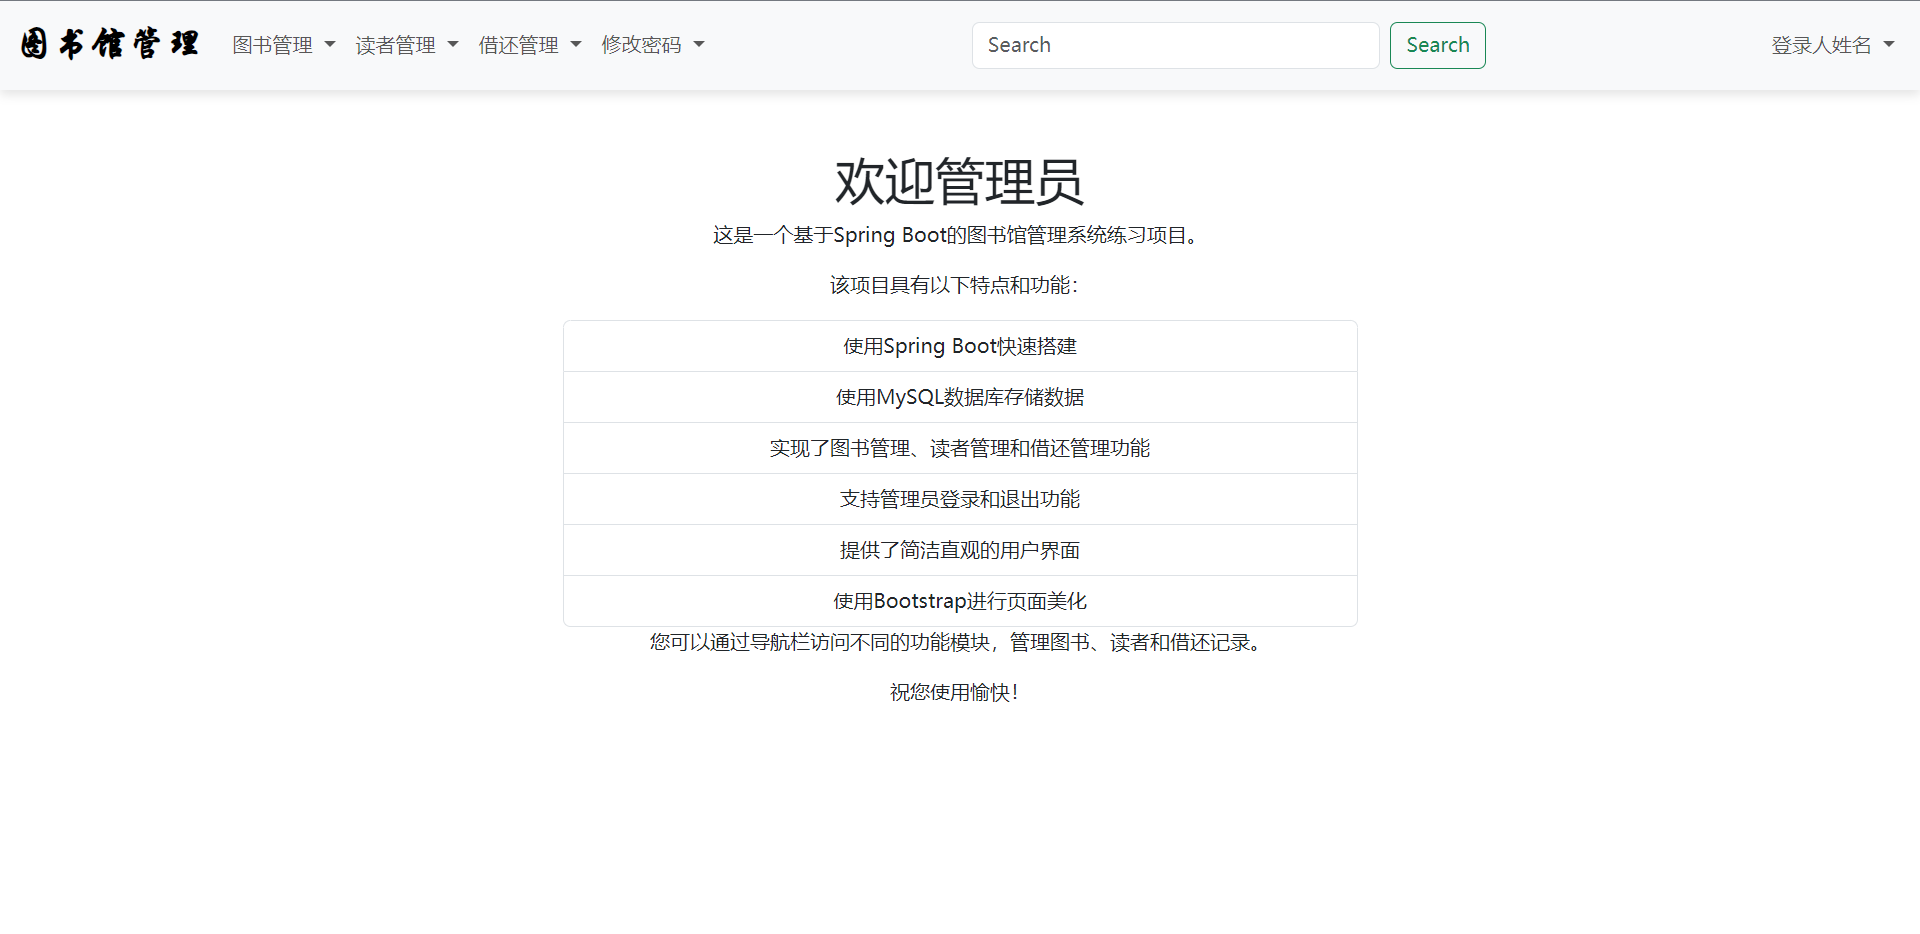 图书馆管理 图书管理 读者管理 借还管理 修改密码 Search Search 登录人姓名
欢迎管理员
这是一个基于Spring Boot的图书馆管理系统练习项目。
该项目具有以下特点和功能：
使用Spring Boot快速搭建
使用MySQL数据库存储数据
实现了图书管理、读者管理和借还管理功能
支持管理员登录和退出功能
提供了简洁直观的用户界面
使用Bootstrap进行页面美化
您可以通过导航栏访问不同的功能模块，管理图书、读者和借还记录。
祝您使用愉快！